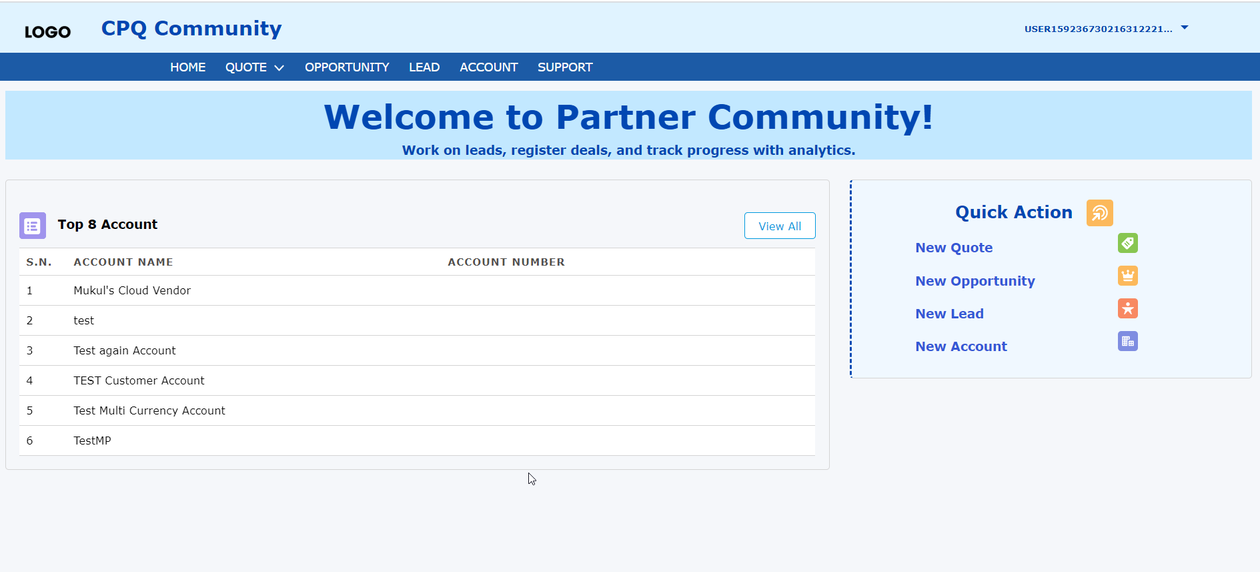 LOGO
CPQ Community
USER159236730216312221...
HOME QUOTE OPPORTUNITY LEAD ACCOUNT SUPPORT
Welcome to Partner Community!
Work on leads, register deals, and track progress with analytics.
Top 8 Account
View All
S.N. ACCOUNT NAME ACCOUNT NUMBER
1 Mukul's Cloud Vendor
2 test
3 Test again Account
4 TEST Customer Account
5 Test Multi Currency Account
6 TestMP
Quick Action
New Quote
New Opportunity
New Lead
New Account